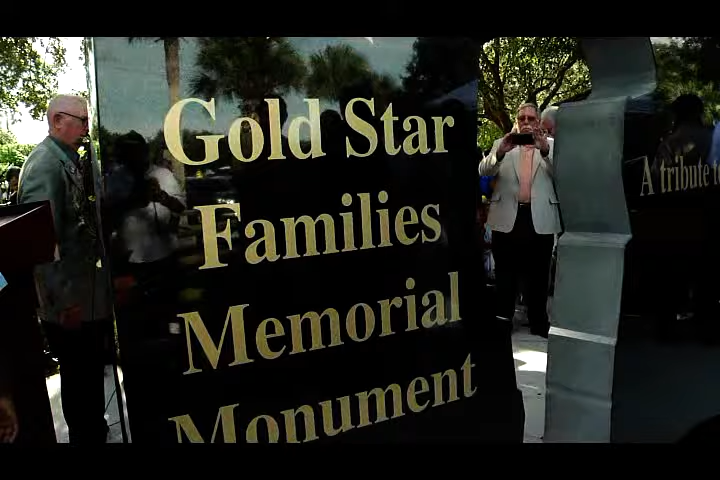 Gold Star
Families
Memorial
Monument
A tribute